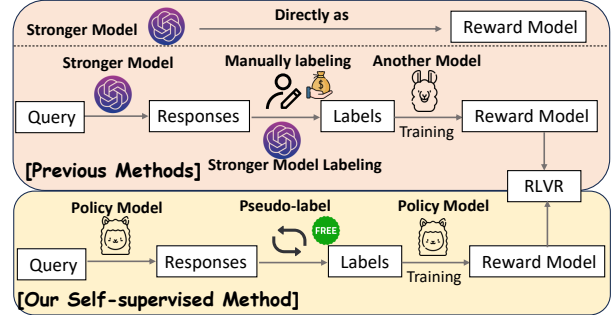 Stronger Model
Directly as
Reward Model
Stronger Model
Manually labeling
Another Model
Query
Responses
Labels
Training
Reward Model
Stronger Model Labeling
[Previous Methods]
RLVR
Policy Model
Pseudo-label
FREE
Policy Model
Query
Responses
Labels
Training
Reward Model
[Our Self-supervised Method]